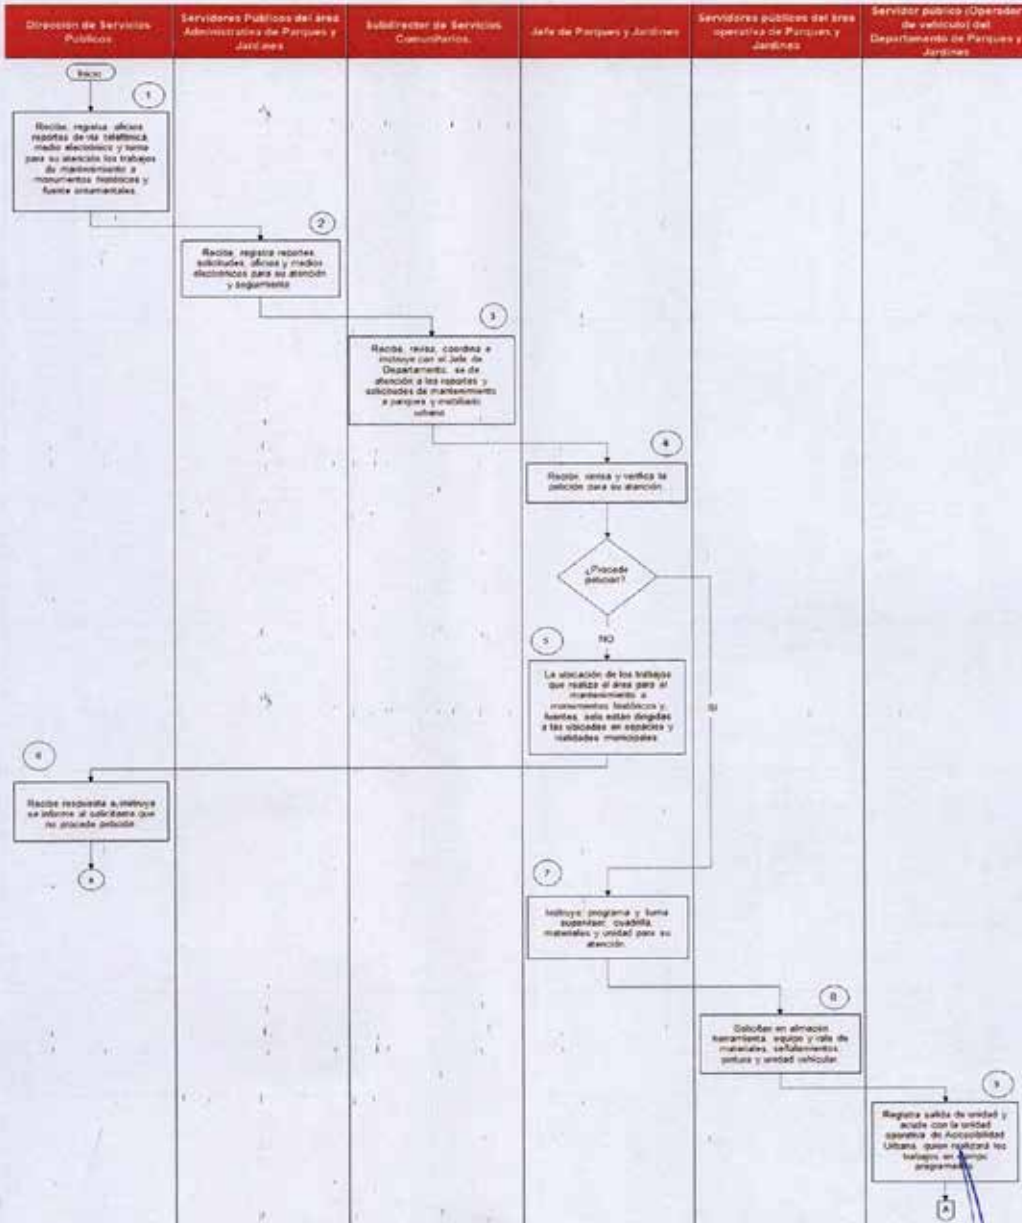 Dirección de Servicios
Públicos
Servidores Públicos del área
Administrativa de Parques y
Jardines
Subdirector de Servicios
Comunitarios.
Jefe de Parques y Jardines
Servidores públicos del área
operativa de Parques y
Jardines
Servidor público (Operador
de vehículo) del
Departamento de Parques y
Jardines
Inicio
1
Recibe, registra oficios
reportes de vía telefónica,
medio electrónico y turna
para su atención los trabajos
de mantenimiento a
monumentos históricos y
fuente ornamentales.
2
Recibe, registra reportes,
solicitudes, oficios y medios
electrónicos para su atención
y seguimiento
3
Recibe, revisa, coordina e
instruye con el Jefe de
Departamento, se de
atención a los reportes y
solicitudes de mantenimiento
a parques y mobiliario
urbano
4
Recibe, revisa y verifica la
petición para su atención.
¿Procede
petición?
NO
SI
5
La ubicación de los trabajos
que realiza el área para el
mantenimiento a
monumentos históricos y
fuentes, solo están dirigidas
a las ubicadas en espacios y
vialidades municipales.
6
Recibe respuesta e instruye
se informe al solicitante que
no procede petición.
7
Instruye, programa y turna
supervisor, cuadrilla,
materiales y unidad para su
atención.
8
Solicitan en almacén
herramienta, equipo y vale de
materiales, señalamientos
pintura y unidad vehicular.
9
Registra salida de unidad y
acude con la unidad
operativa de Accesibilidad
Urbana, quien realizará los
trabajos en tiempo
programados
A